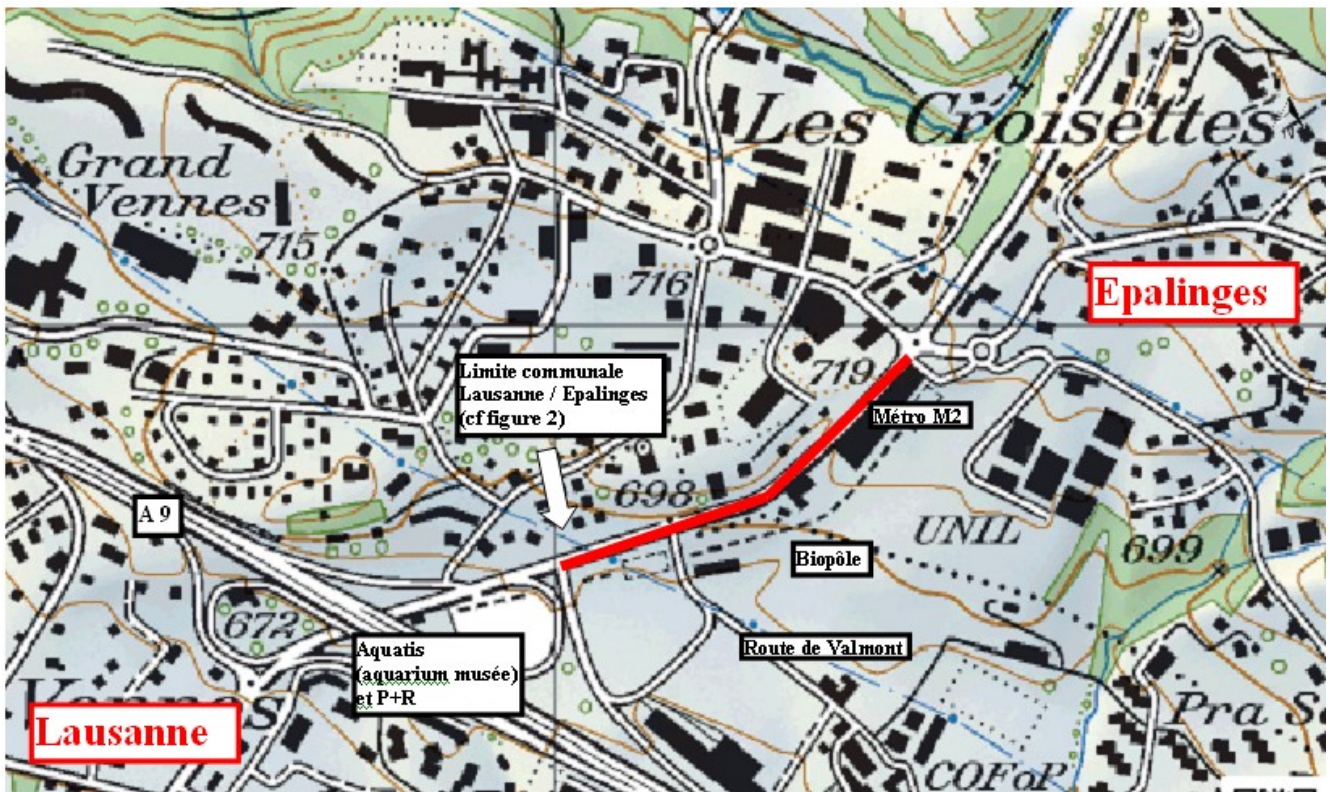 Les Croisettes
Grand
Vennes
715
716
Epalinges
Limite communale
Lausanne / Epalinges
(cf figure 2)
719
Métro M2
A 9
698
UNIL
699
Biopôle
672
Aquatis
(aquarium musée)
et P+R
Route de Valmont
Vennes
Lausanne
Pra
COFoP